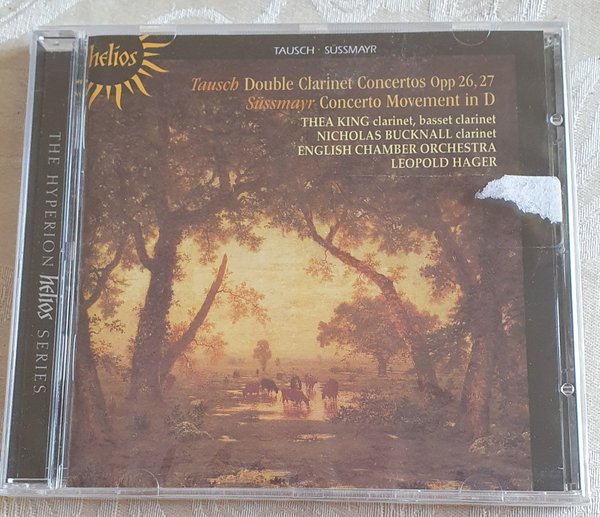 helios
TAUSCH · SÜSSMAYR
Tausch Double Clarinet Concertos Opp 26, 27
Süssmayr Concerto Movement in D
THEA KING clarinet, basset clarinet
NICHOLAS BUCKNALL clarinet
ENGLISH CHAMBER ORCHESTRA
LEOPOLD HAGER
THE HYPERION helios SERIES